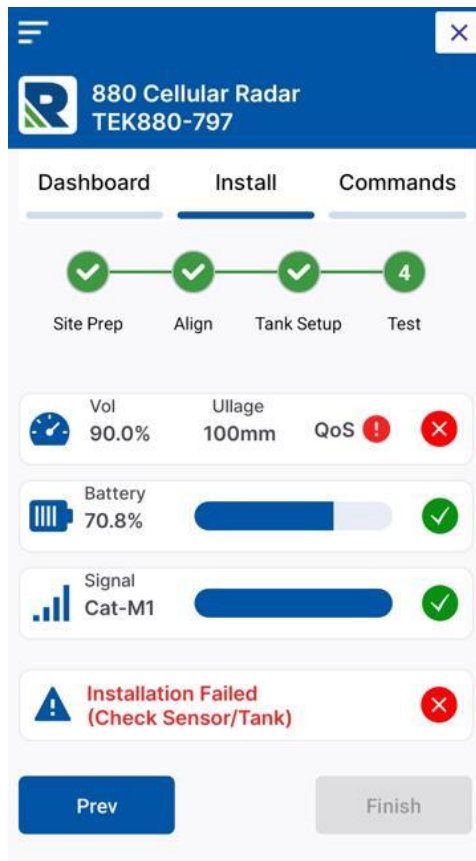 880 Cellular Radar
TEK880-797
Dashboard Install Commands
4
Site Prep Align Tank Setup Test
Vol Ullage
90.0% 100mm QoS !
Battery
70.8%
Signal
Cat-M1
Installation Failed
(Check Sensor/Tank)
Prev Finish